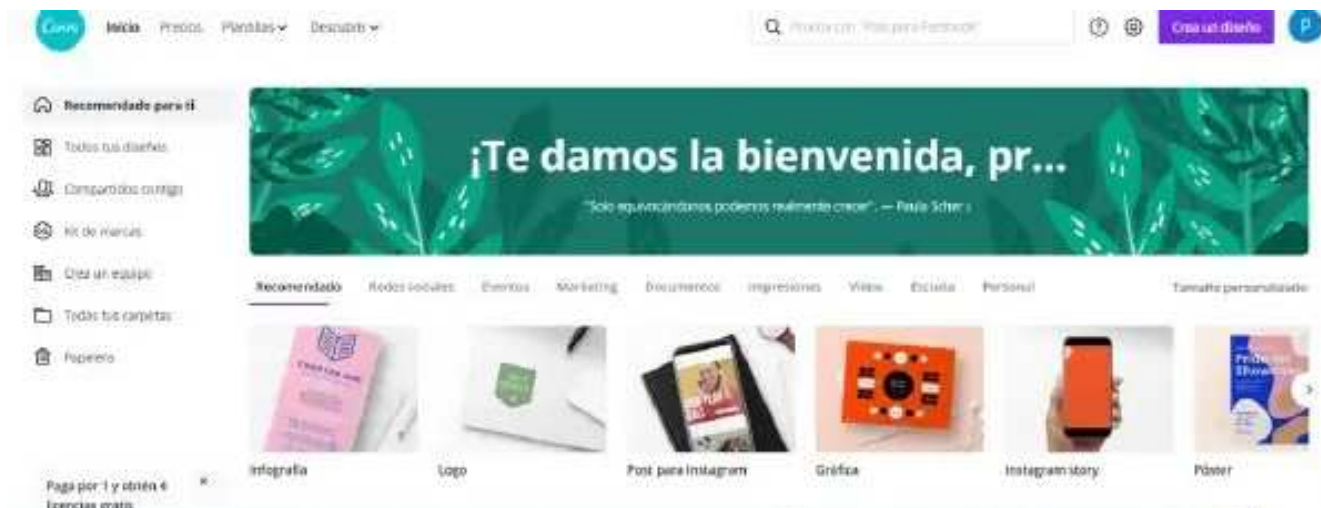 Canva
Inicio Precios Plantillas Descubrir
Crea un diseño
P
Recomendado para ti
Todos tus diseños
Compartidos contigo
Kit de marcas
Crea un equipo
Todas tus carpetas
Papelera
¡Te damos la bienvenida, pr...
"Solo equivocándonos podemos realmente crecer". — Paula Scher
Recomendado Redes sociales Eventos Marketing Documentos Impresiones Vídeo Escuela Personal Tamaño personalizado
Infografía Logo Post para Instagram Gráfica Instagram story Póster
Paga por 1 y obtén 4
licencias gratis